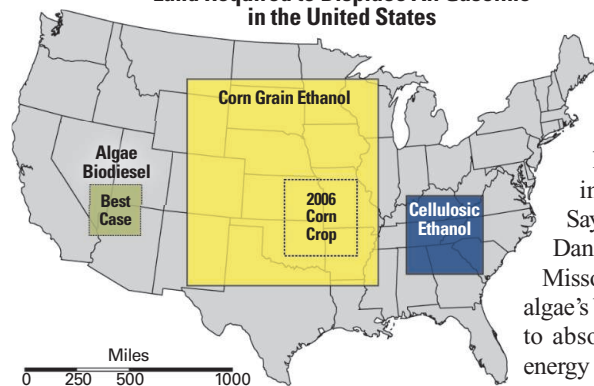 in the United States
Corn Grain Ethanol
Algae
Biodiesel
Best
Case
2006
Corn
Crop
Cellulosic
Ethanol
Miles
0 250 500 1000
in
Say
Dan
Misso
algae's
to abso
energy